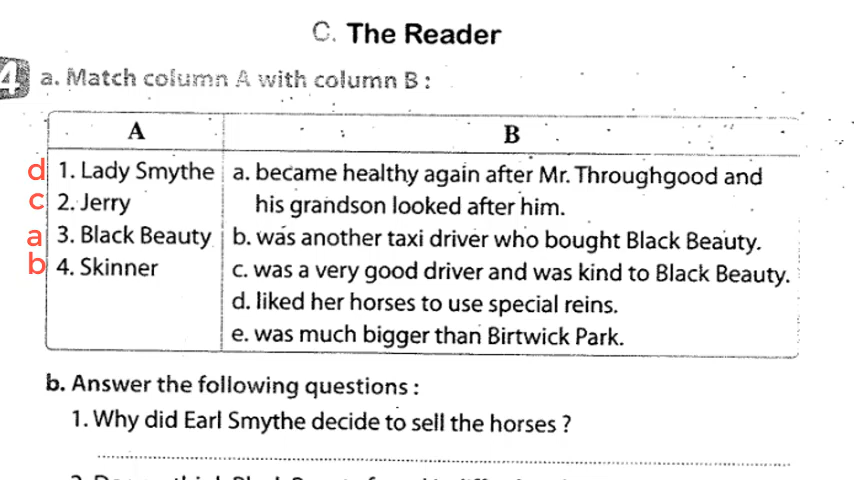 C. The Reader
4 a. Match column A with column B :
A B
d 1. Lady Smythe a. became healthy again after Mr. Throughgood and
c 2. Jerry his grandson looked after him.
a 3. Black Beauty b. was another taxi driver who bought Black Beauty.
b 4. Skinner c. was a very good driver and was kind to Black Beauty.
d. liked her horses to use special reins.
e. was much bigger than Birtwick Park.
b. Answer the following questions :
1. Why did Earl Smythe decide to sell the horses ?